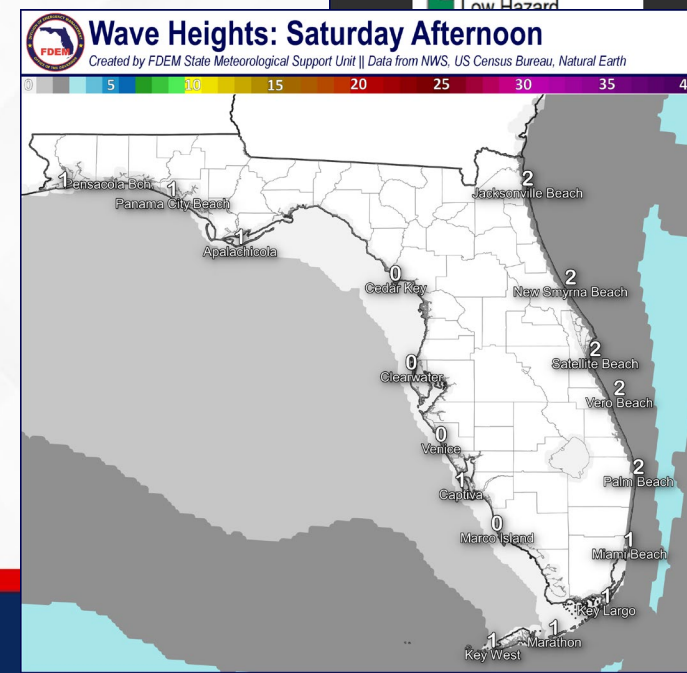 Low Hazard
FDEM
Wave Heights: Saturday Afternoon
Created by FDEM State Meteorological Support Unit || Data from NWS, US Census Bureau, Natural Earth
0 5 10 15 20 25 30 35 4
1
Pensacola Bch.
1
Panama City Beach
1
Apalachicola
2
Jacksonville Beach
0
Cedar Key
2
New Smyrna Beach
0
Clearwater
2
Satellite Beach
2
Vero Beach
0
Venice
1
Captiva
2
Palm Beach
0
Marco Island
1
Miami Beach
1
Key Largo
1
Marathon
1
Key West